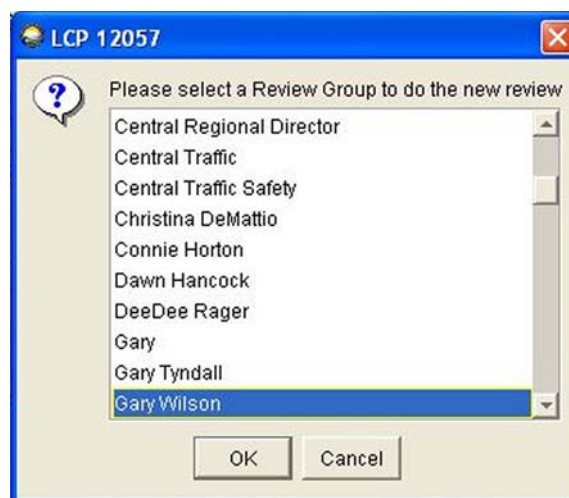 LCP 12057
Please select a Review Group to do the new review
Central Regional Director
Central Traffic
Central Traffic Safety
Christina DeMattio
Connie Horton
Dawn Hancock
DeeDee Rager
Gary
Gary Tyndall
Gary Wilson
OK Cancel